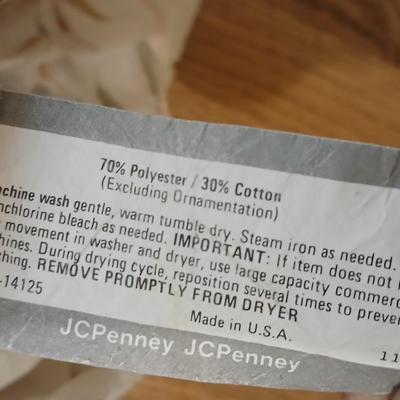 70% Polyester / 30% Cotton
(Excluding Ornamentation)
chine wash gentle, warm tumble dry. Steam iron as needed.
nchlorine bleach as needed. IMPORTANT: If item does not
movement in washer and dryer, use large capacity commerc
hines. During drying cycle, reposition several times to preve
thing. REMOVE PROMPTLY FROM DRYER
-14125
Made in U.S.A.
11
JCPenney JCPenney